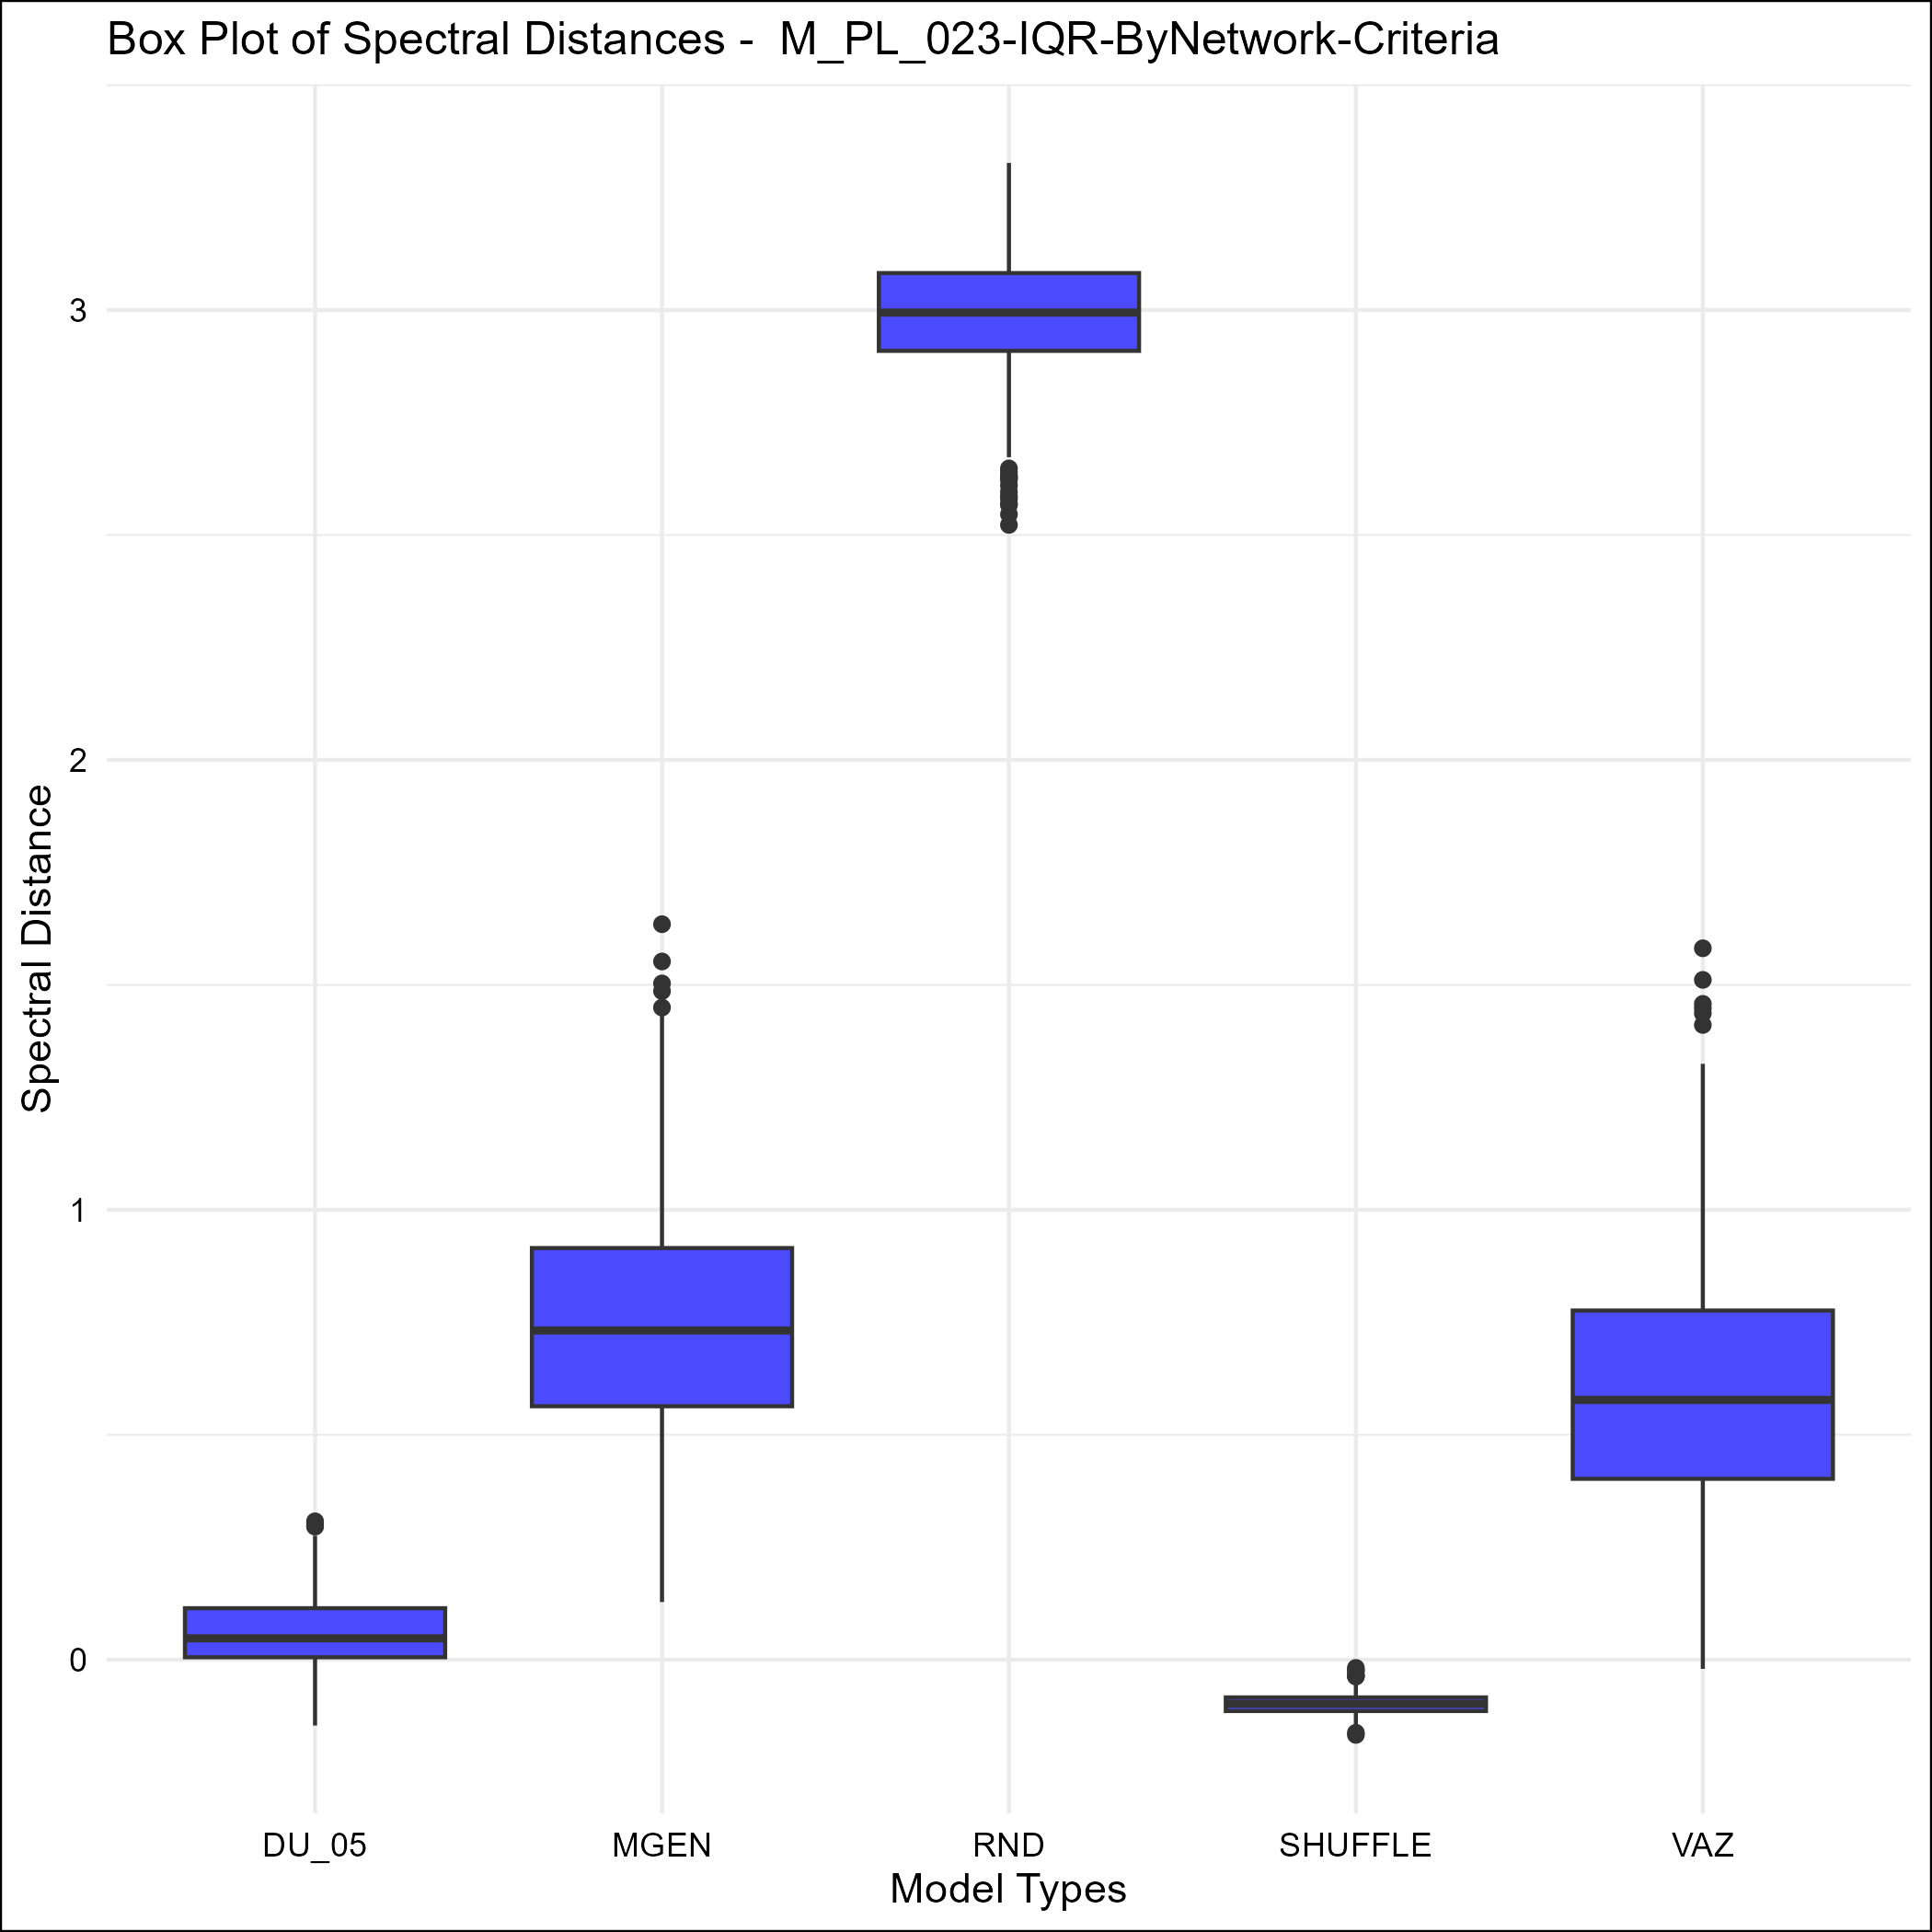 Box Plot of Spectral Distances -  M_PL_023-IQR-ByNetwork-Criteria
3
2
1
0
Spectral Distance
DU_05 MGEN RND SHUFFLE VAZ
Model Types